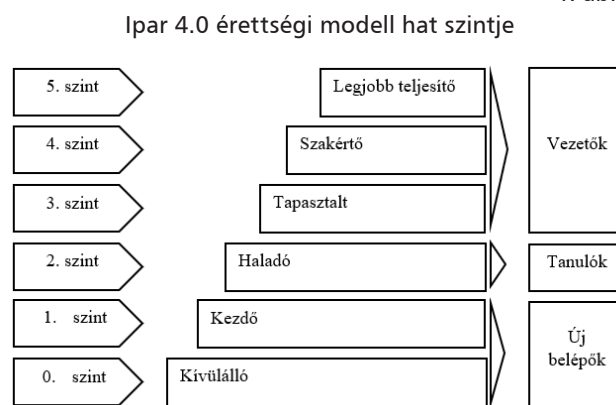 Ipar 4.0 érettségi modell hat szintje
5. szint Legjobb teljesítő
4. szint Szakértő Vezetők
3. szint Tapasztalt
2. szint Haladó Tanulók
1. szint Kezdő
Új
belépők
0. szint Kívülálló